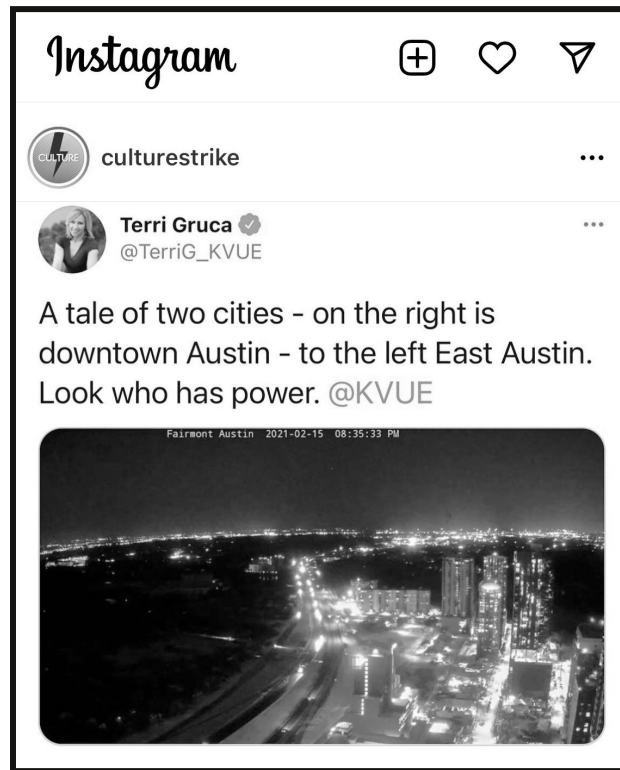 Instagram
CULTURE
culturestrike
Terri Gruca
@TerriG_KVUE
A tale of two cities - on the right is
downtown Austin - to the left East Austin.
Look who has power. @KVUE
Fairmont Austin 2021-02-15 08:35:33 PM